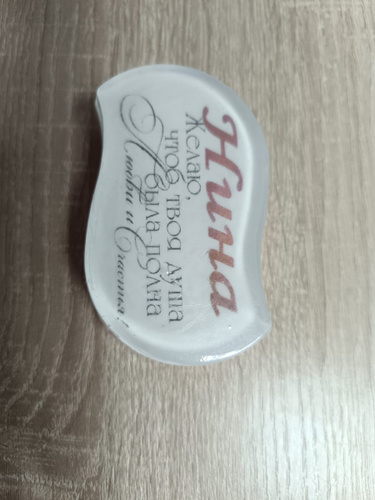 Нина
Желаю,
чтоб твоя душа
была полна
Любви и Счастья!